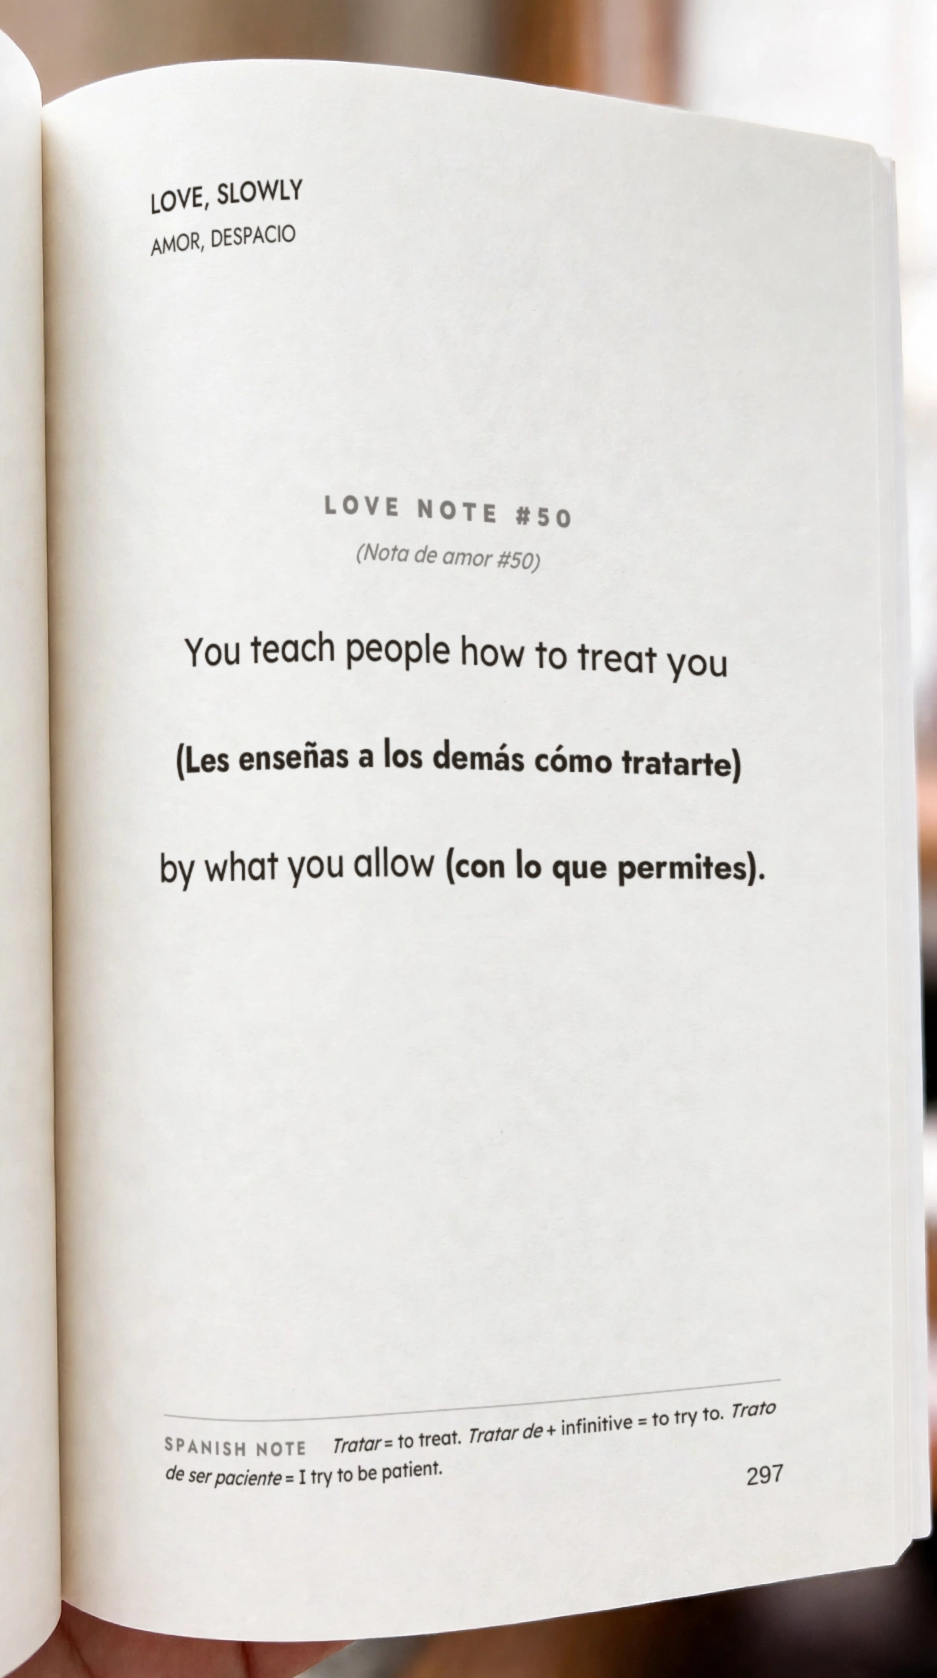 LOVE, SLOWLY
AMOR, DESPACIO
LOVE NOTE #50
(Nota de amor #50)
You teach people how to treat you
(Les enseñas a los demás cómo tratarte)
by what you allow (con lo que permites).
SPANISH NOTE Tratar = to treat. Tratar de + infinitive = to try to. Trato
de ser paciente = I try to be patient.
297